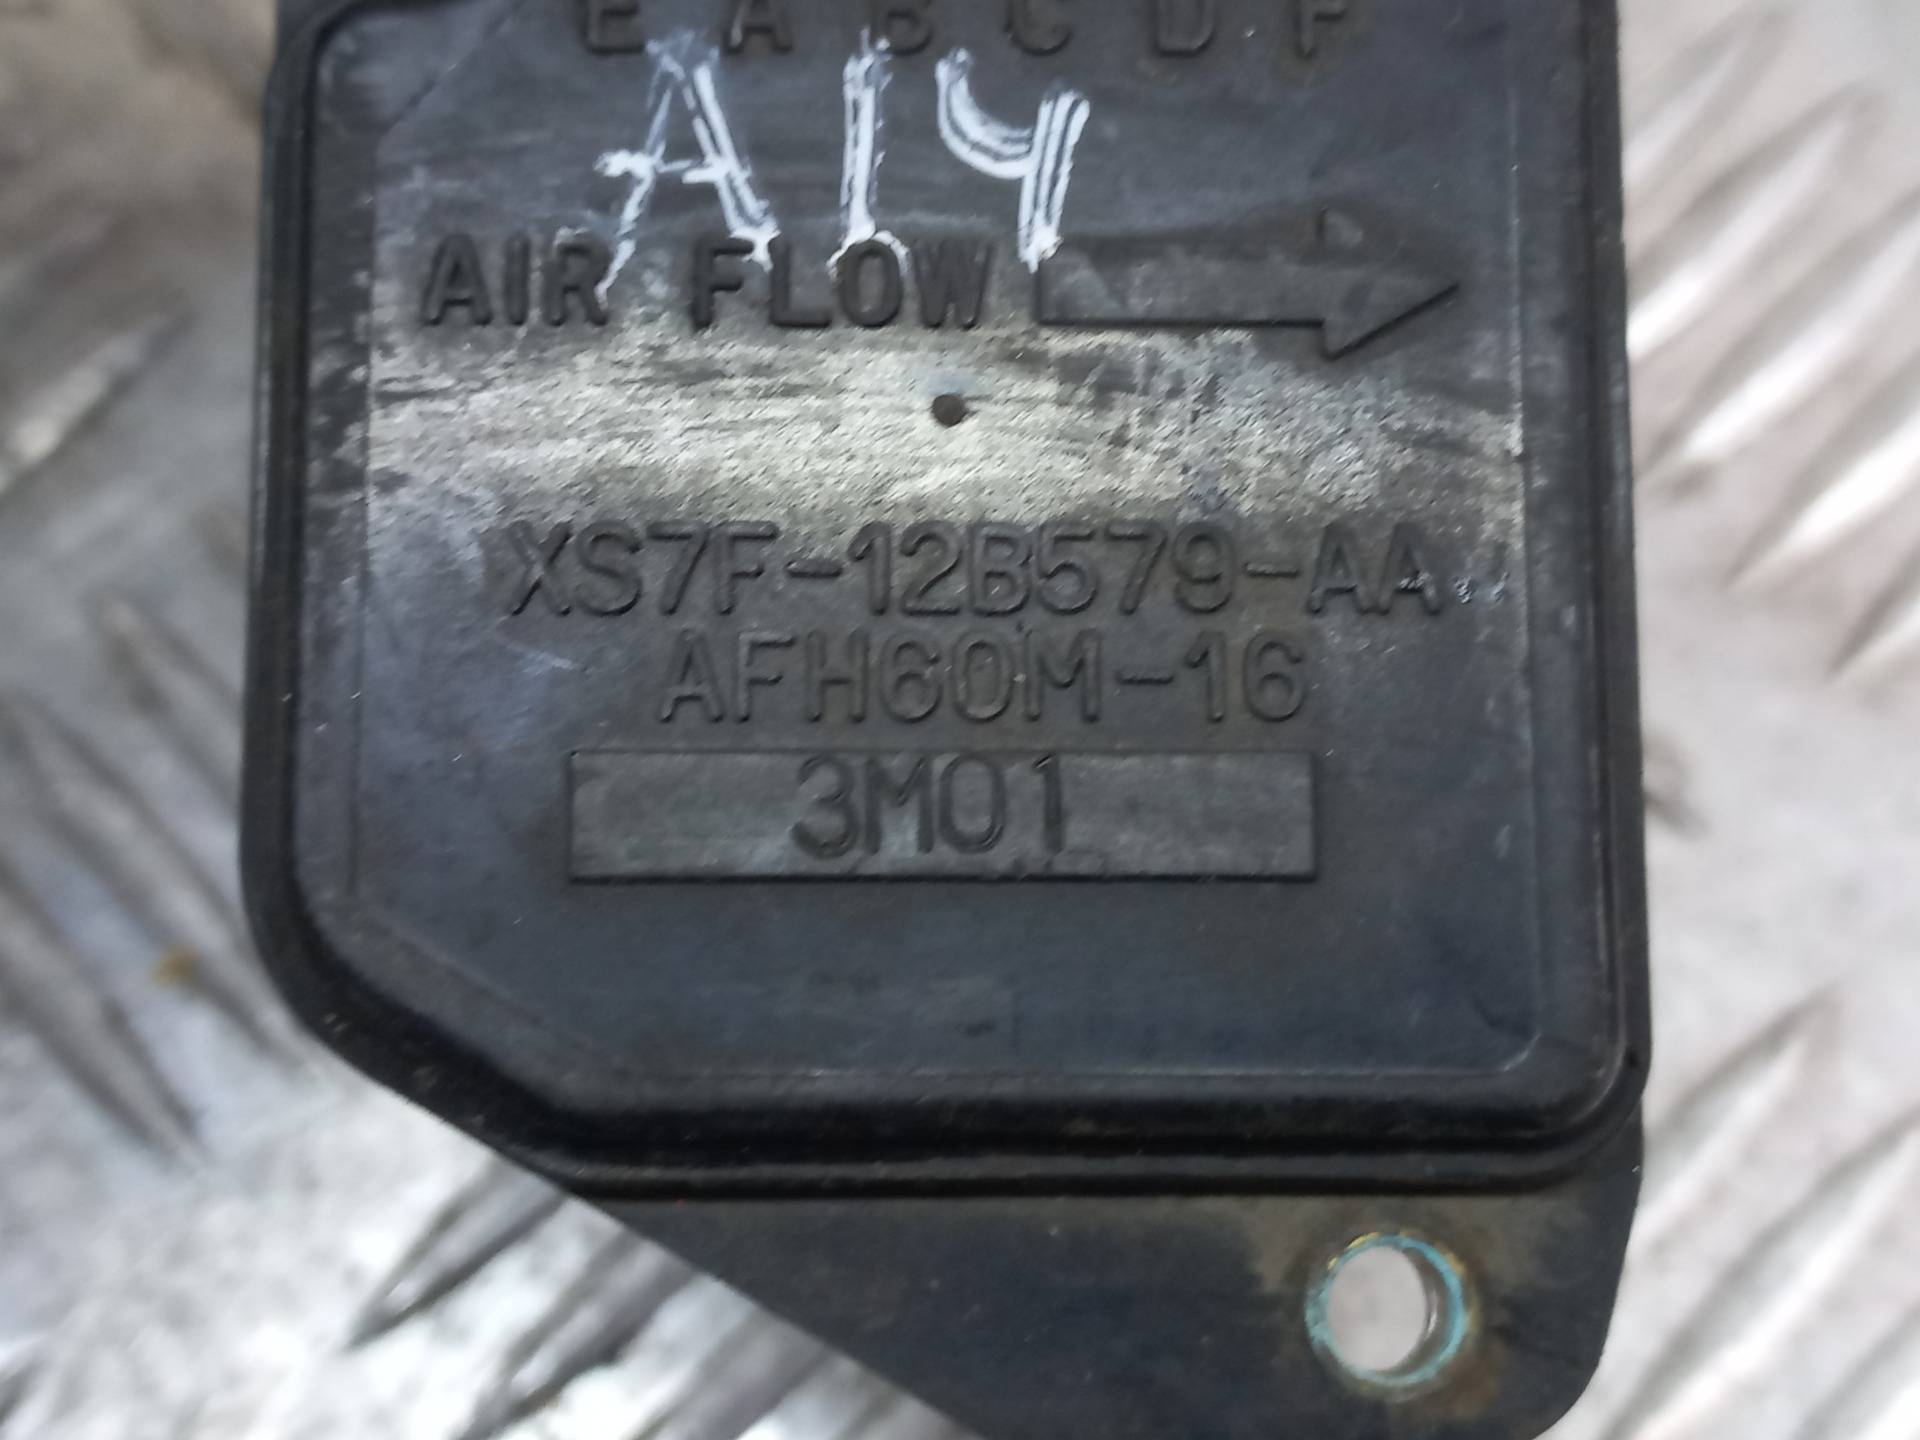 E A B C D F
A14
AIR FLOW
XS7F-12B579-AA
AFH60M-16
3M01